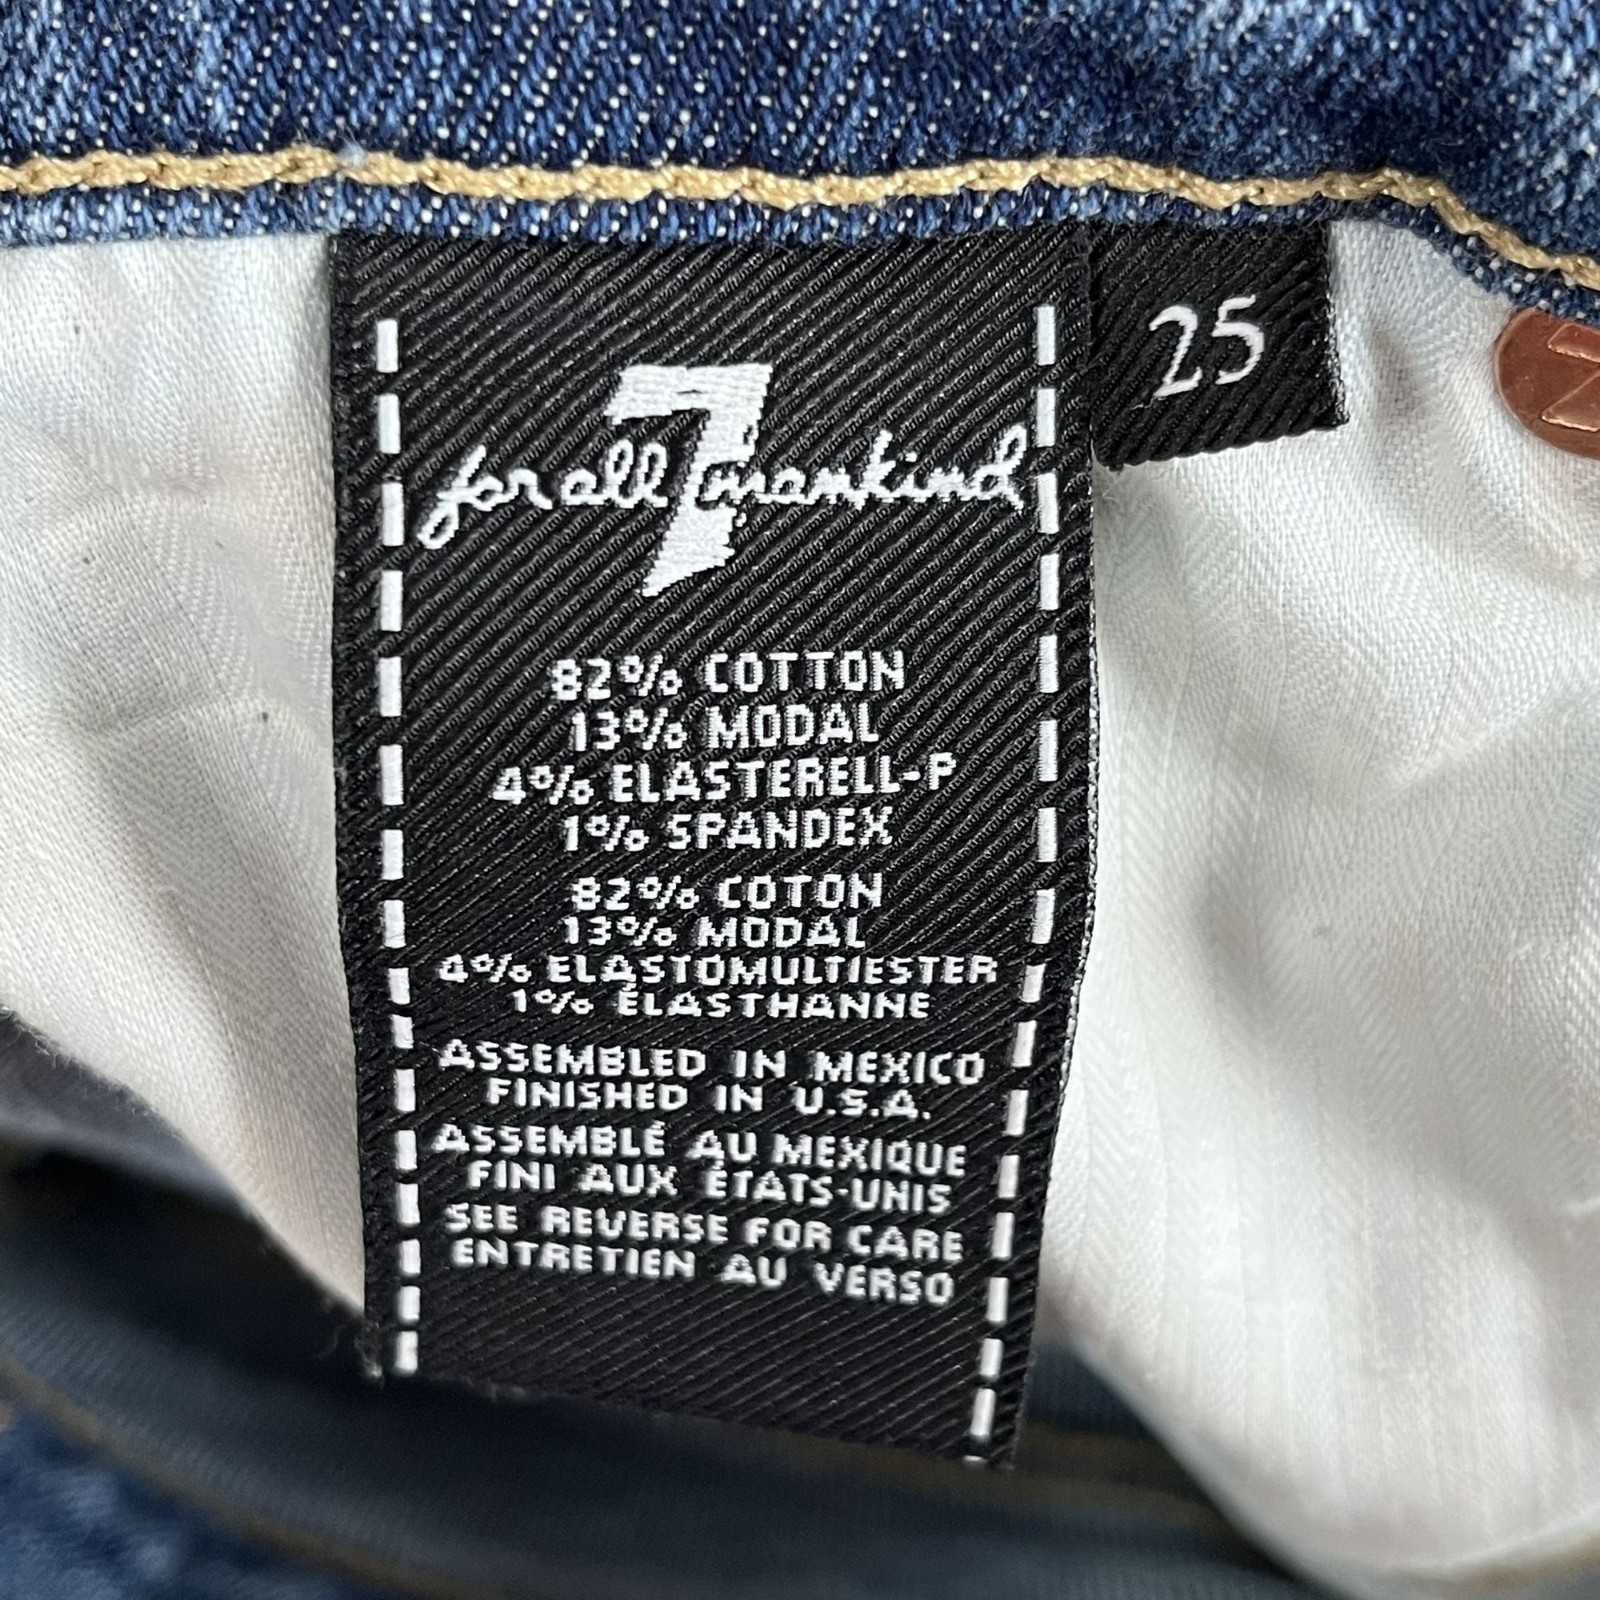 7
for all mankind
25
82% COTTON
13% MODAL
4% ELASTERELL-P
1% SPANDEX
82% COTON
13% MODAL
4% ELASTOMULTIESTER
1% ÉLASTHANNE
ASSEMBLED IN MEXICO
FINISHED IN U.S.A.
ASSEMBLÉ AU MEXIQUE
FINI AUX ÉTATS-UNIS
SEE REVERSE FOR CARE
ENTRETIEN AU VERSO